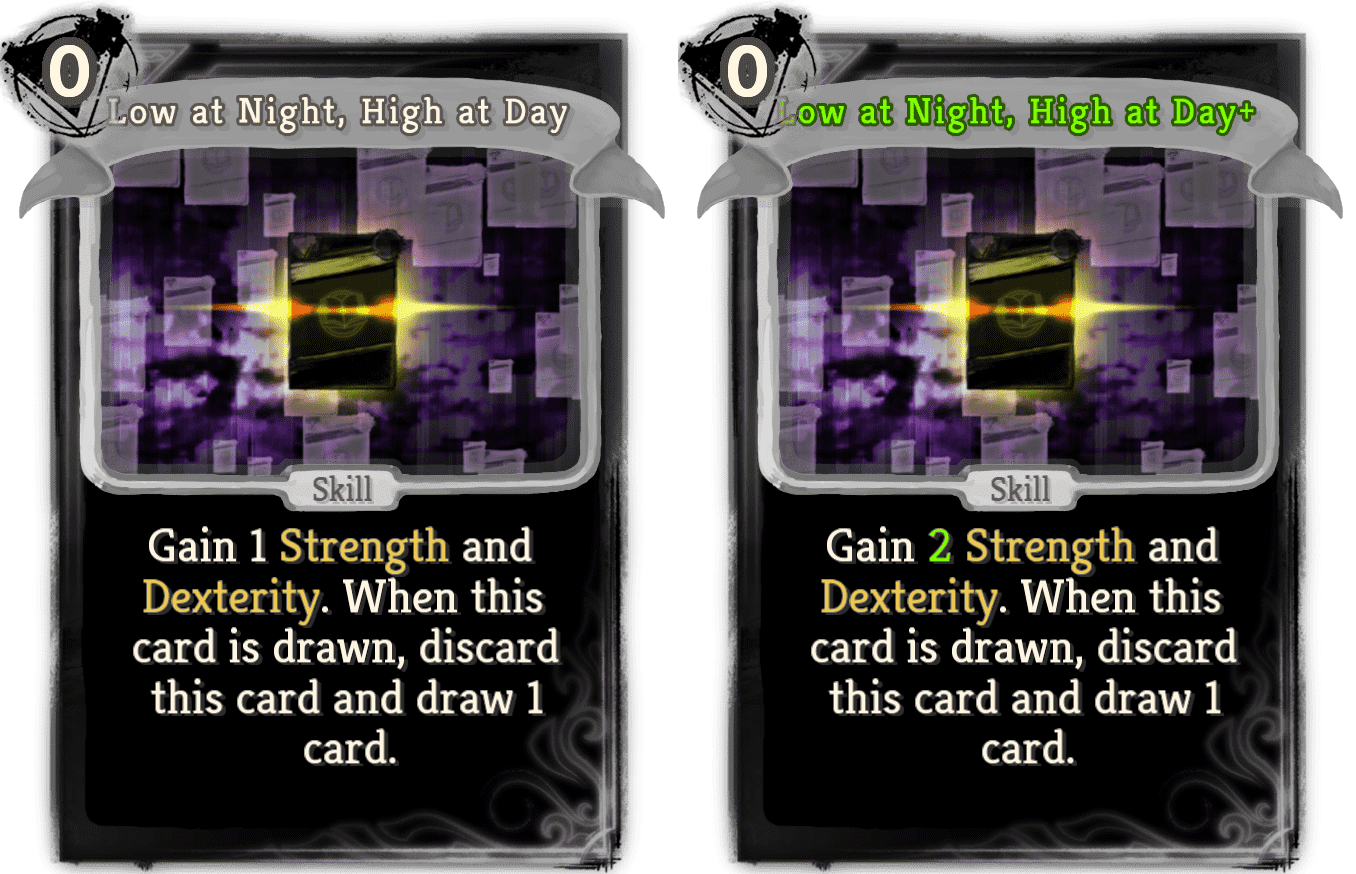 0
Low at Night, High at Day
Skill
Gain 1 Strength and
Dexterity. When this
card is drawn, discard
this card and draw 1
card.
0
Low at Night, High at Day+
Skill
Gain 2 Strength and
Dexterity. When this
card is drawn, discard
this card and draw 1
card.